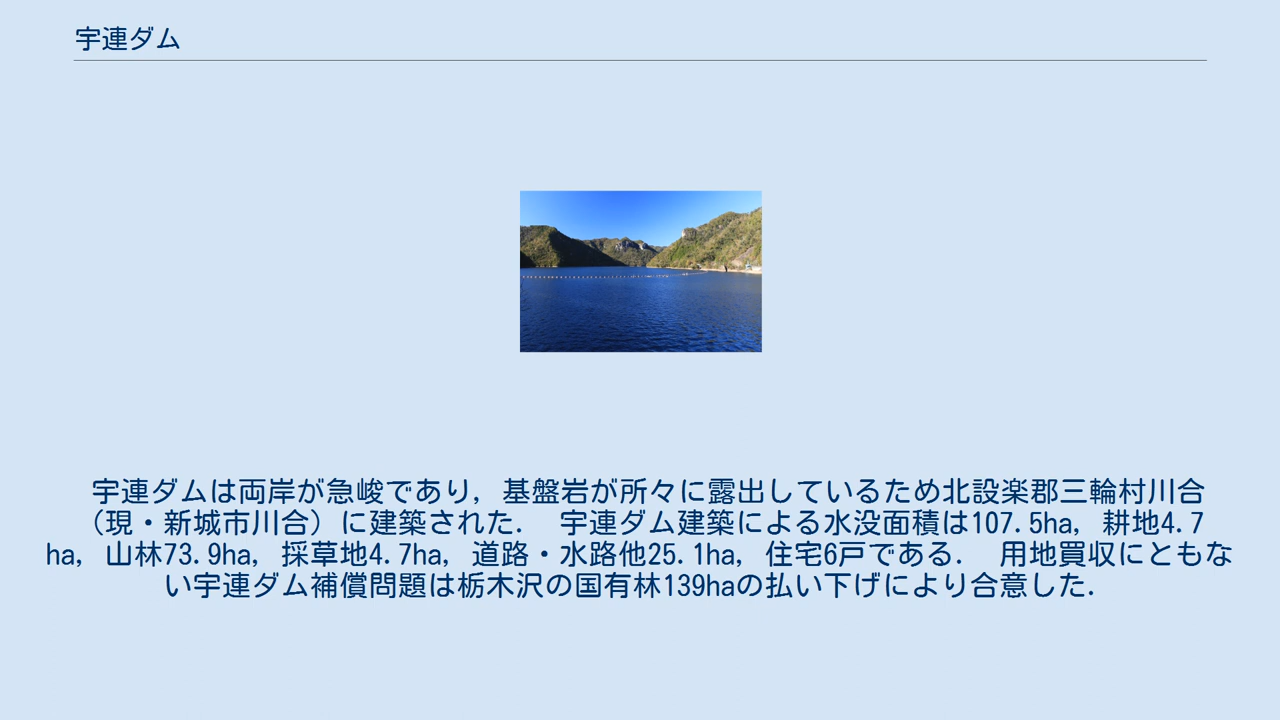 宇連ダム
宇連ダムは両岸が急峻であり，基盤岩が所々に露出しているため北設楽郡三輪村川合
（現・新城市川合）に建築された．　宇連ダム建築による水没面積は107.5ha，耕地4.7
ha，山林73.9ha，採草地4.7ha，道路・水路他25.1ha，住宅6戸である．　用地買収にともな
い宇連ダム補償問題は栃木沢の国有林139haの払い下げにより合意した．